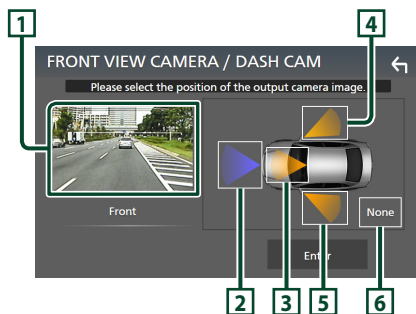 1
4
FRONT VIEW CAMERA / DASH CAM
Please select the position of the output camera image.
Front
None
Enter
2
3
5
6